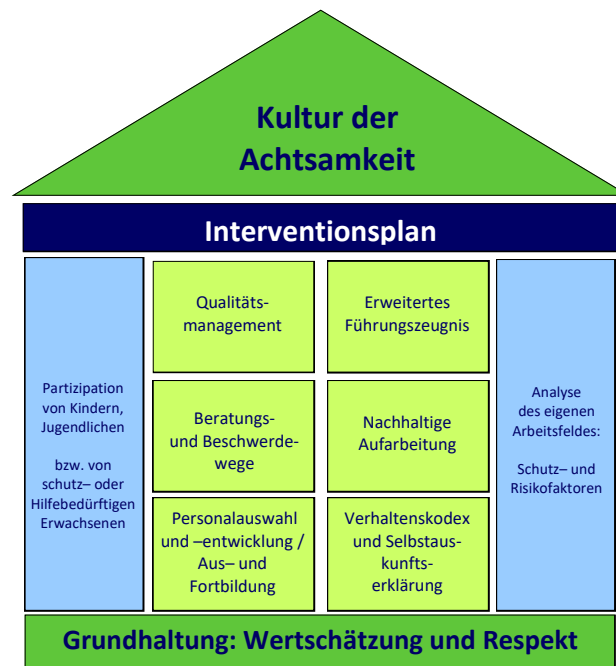 Kultur der
Achtsamkeit
Interventionsplan
Partizipation
von Kindern,
Jugendlichen
bzw. von
schutz– oder
Hilfebedürftigen
Erwachsenen
Qualitäts-
management
Erweitertes
Führungszeugnis
Beratungs-
und Beschwerde-
wege
Nachhaltige
Aufarbeitung
Personalauswahl
und –entwicklung /
Aus– und
Fortbildung
Verhaltenskodex
und Selbstaus-
kunfts-
erklärung
Analyse
des eigenen
Arbeitsfeldes:
Schutz– und
Risikofaktoren
Grundhaltung: Wertschätzung und Respekt